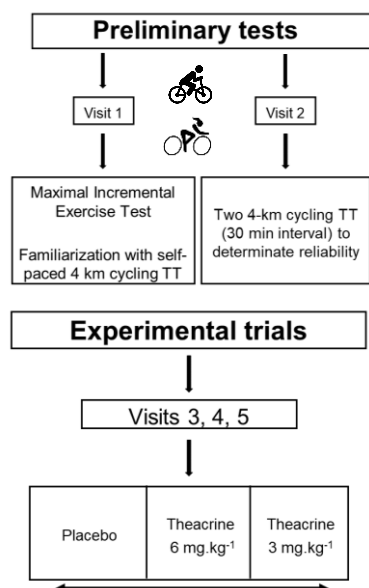 Preliminary tests
Visit 1
Visit 2
Maximal Incremental
Exercise Test
Familiarization with self-
paced 4 km cycling TT
Two 4-km cycling TT
(30 min interval) to
determinate reliability
Experimental trials
Visits 3, 4, 5
Placebo
Theacrine
6 mg.kg⁻¹
Theacrine
3 mg.kg⁻¹